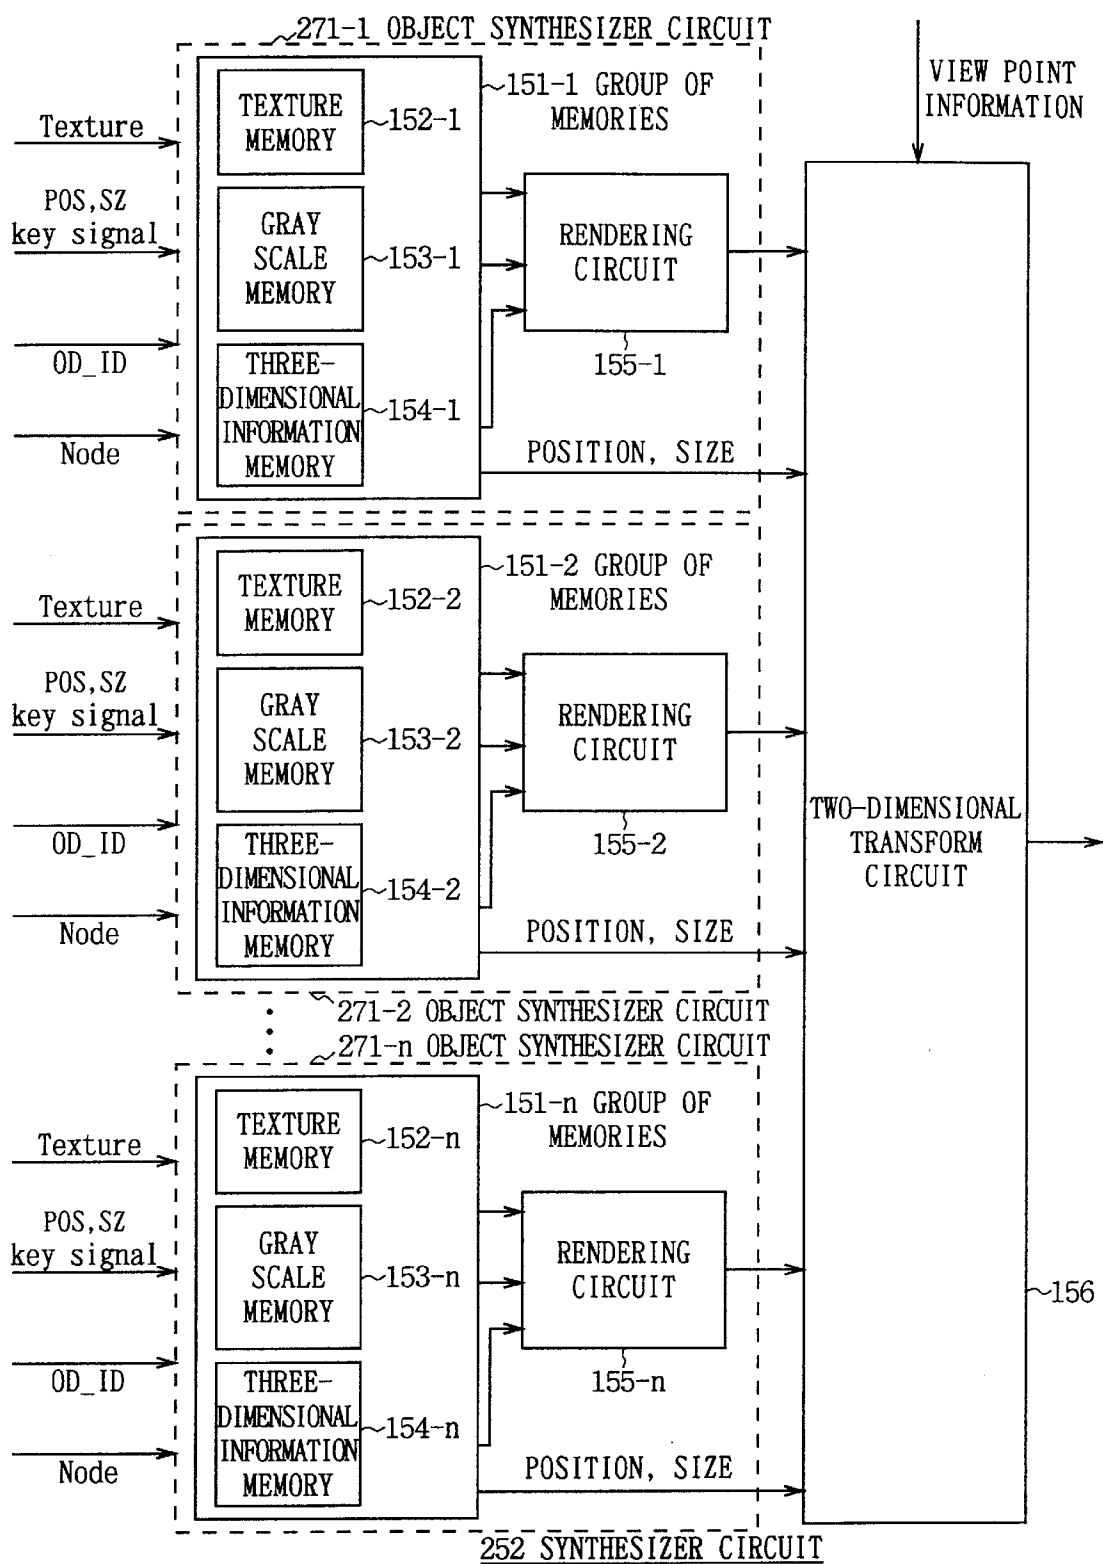 271-1 OBJECT SYNTHESIZER CIRCUIT
VIEW POINT
INFORMATION
151-1 GROUP OF
MEMORIES
TEXTURE
MEMORY
152-1
Texture
POS,SZ
key signal
GRAY
SCALE
MEMORY
153-1
RENDERING
CIRCUIT
155-1
OD_ID
THREE-
DIMENSIONAL
INFORMATION
MEMORY
154-1
Node
POSITION, SIZE
151-2 GROUP OF
MEMORIES
TEXTURE
MEMORY
152-2
Texture
POS,SZ
key signal
GRAY
SCALE
MEMORY
153-2
RENDERING
CIRCUIT
155-2
TWO-DIMENSIONAL
TRANSFORM
CIRCUIT
OD_ID
THREE-
DIMENSIONAL
INFORMATION
MEMORY
154-2
Node
POSITION, SIZE
271-2 OBJECT SYNTHESIZER CIRCUIT
271-n OBJECT SYNTHESIZER CIRCUIT
151-n GROUP OF
MEMORIES
TEXTURE
MEMORY
152-n
Texture
POS,SZ
key signal
GRAY
SCALE
MEMORY
153-n
RENDERING
CIRCUIT
155-n
156
OD_ID
THREE-
DIMENSIONAL
INFORMATION
MEMORY
154-n
Node
POSITION, SIZE
252 SYNTHESIZER CIRCUIT